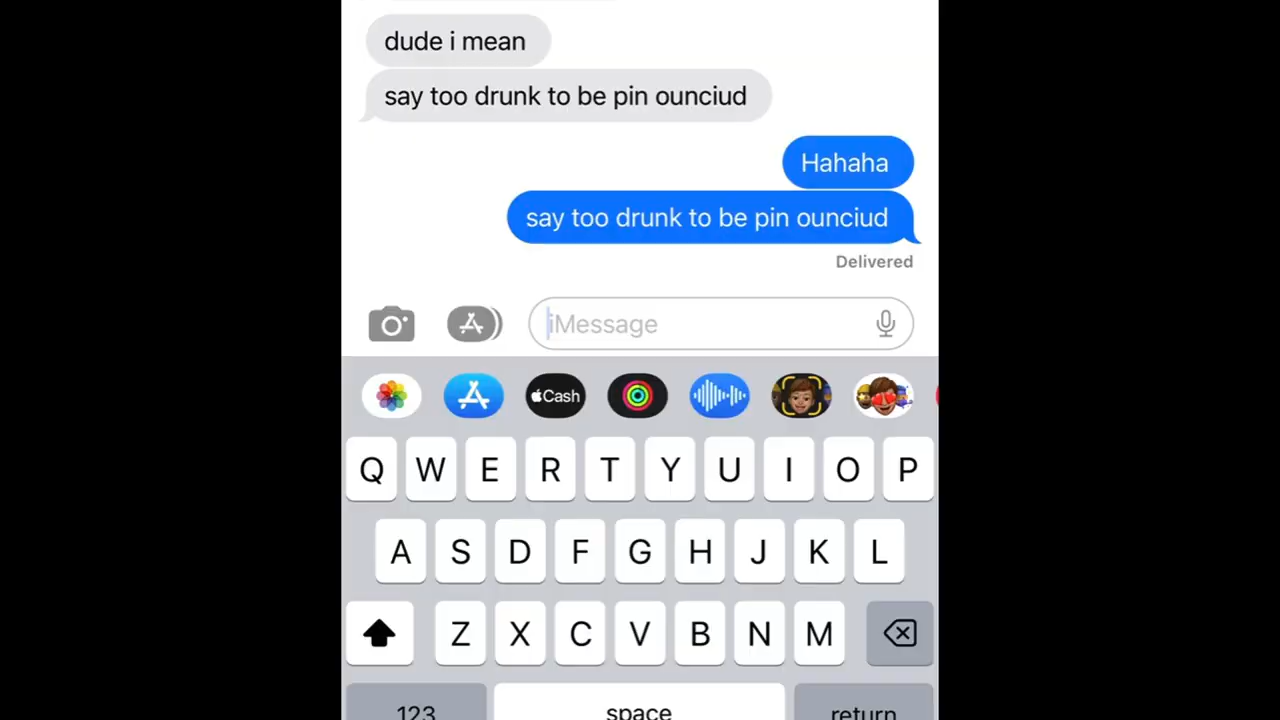 dude i mean
say too drunk to be pin ounciud
Hahaha
say too drunk to be pin ounciud
Delivered
iMessage
Cash
Q W E R T Y U I O P
A S D F G H J K L
Z X C V B N M
123 space return